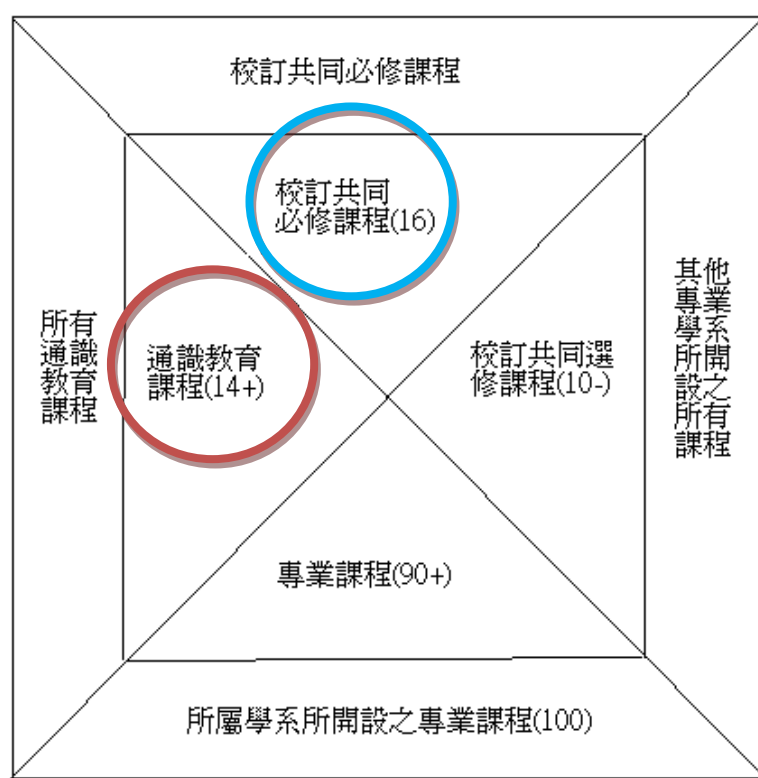 校訂共同必修課程
校訂共同
必修課程(16)
所有
通識
教育
課程
通識教育
課程(14+)
校訂共同選
修課程(10-)
其他
專業
學系
所開
設之
所有
課程
專業課程(90+)
所屬學系所開設之專業課程(100)